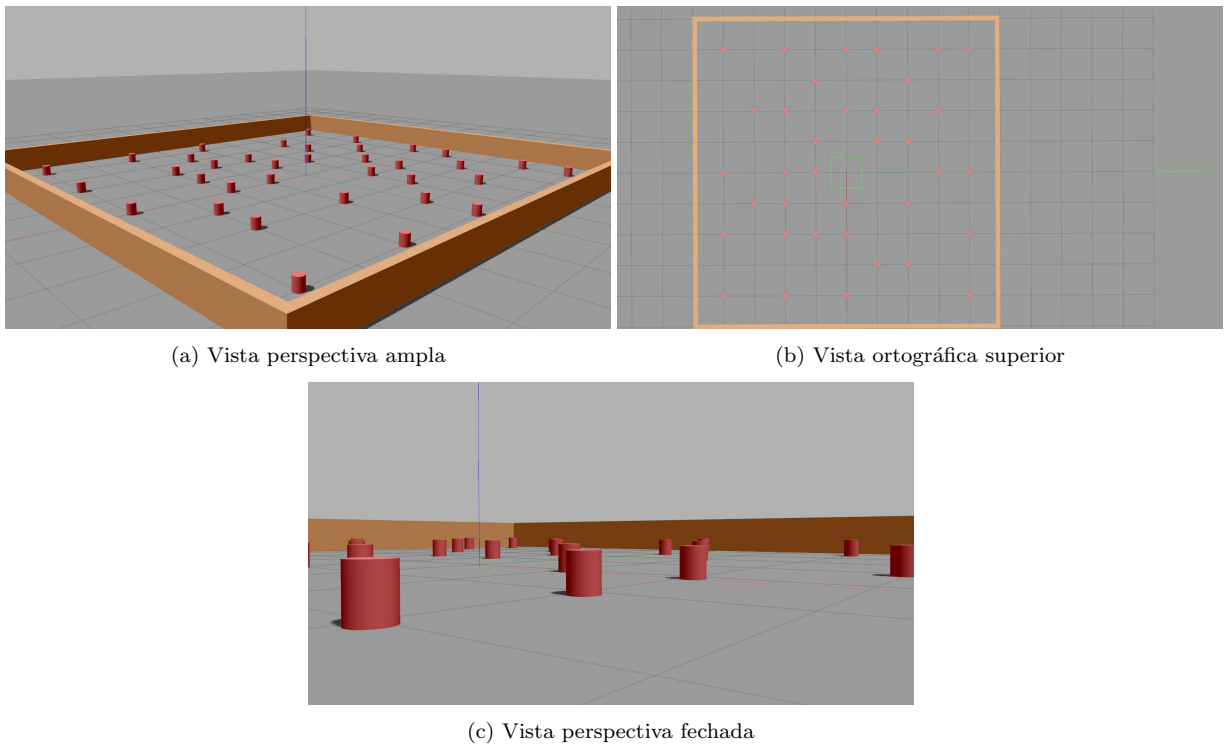 (a) Vista perspectiva ampla
(b) Vista ortográfica superior
(c) Vista perspectiva fechada